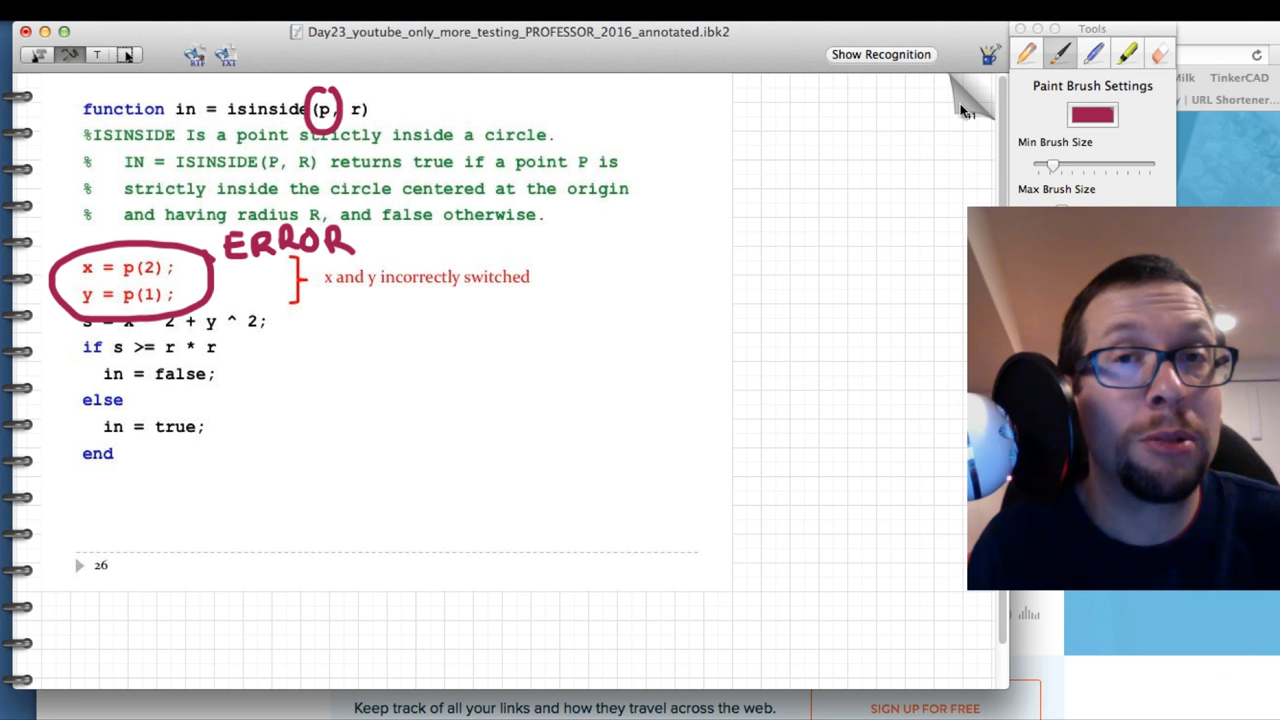 Day23_youtube_only_more_testing_PROFESSOR_2016_annotated.ibk2
Tools
T
RTF
TXT
Show Recognition
Milk TinkerCAD
URL Shortener...
Paint Brush Settings
Min Brush Size
Max Brush Size
function in = isinside(p, r)
%ISINSIDE Is a point strictly inside a circle.
% IN = ISINSIDE(P, R) returns true if a point P is
% strictly inside the circle centered at the origin
% and having radius R, and false otherwise.
ERROR
x = p(2);
y = p(1);
x and y incorrectly switched
s = x ^ 2 + y ^ 2;
if s >= r * r
in = false;
else
in = true;
end
26
Keep track of all your links and how they travel across the web.
SIGN UP FOR FREE